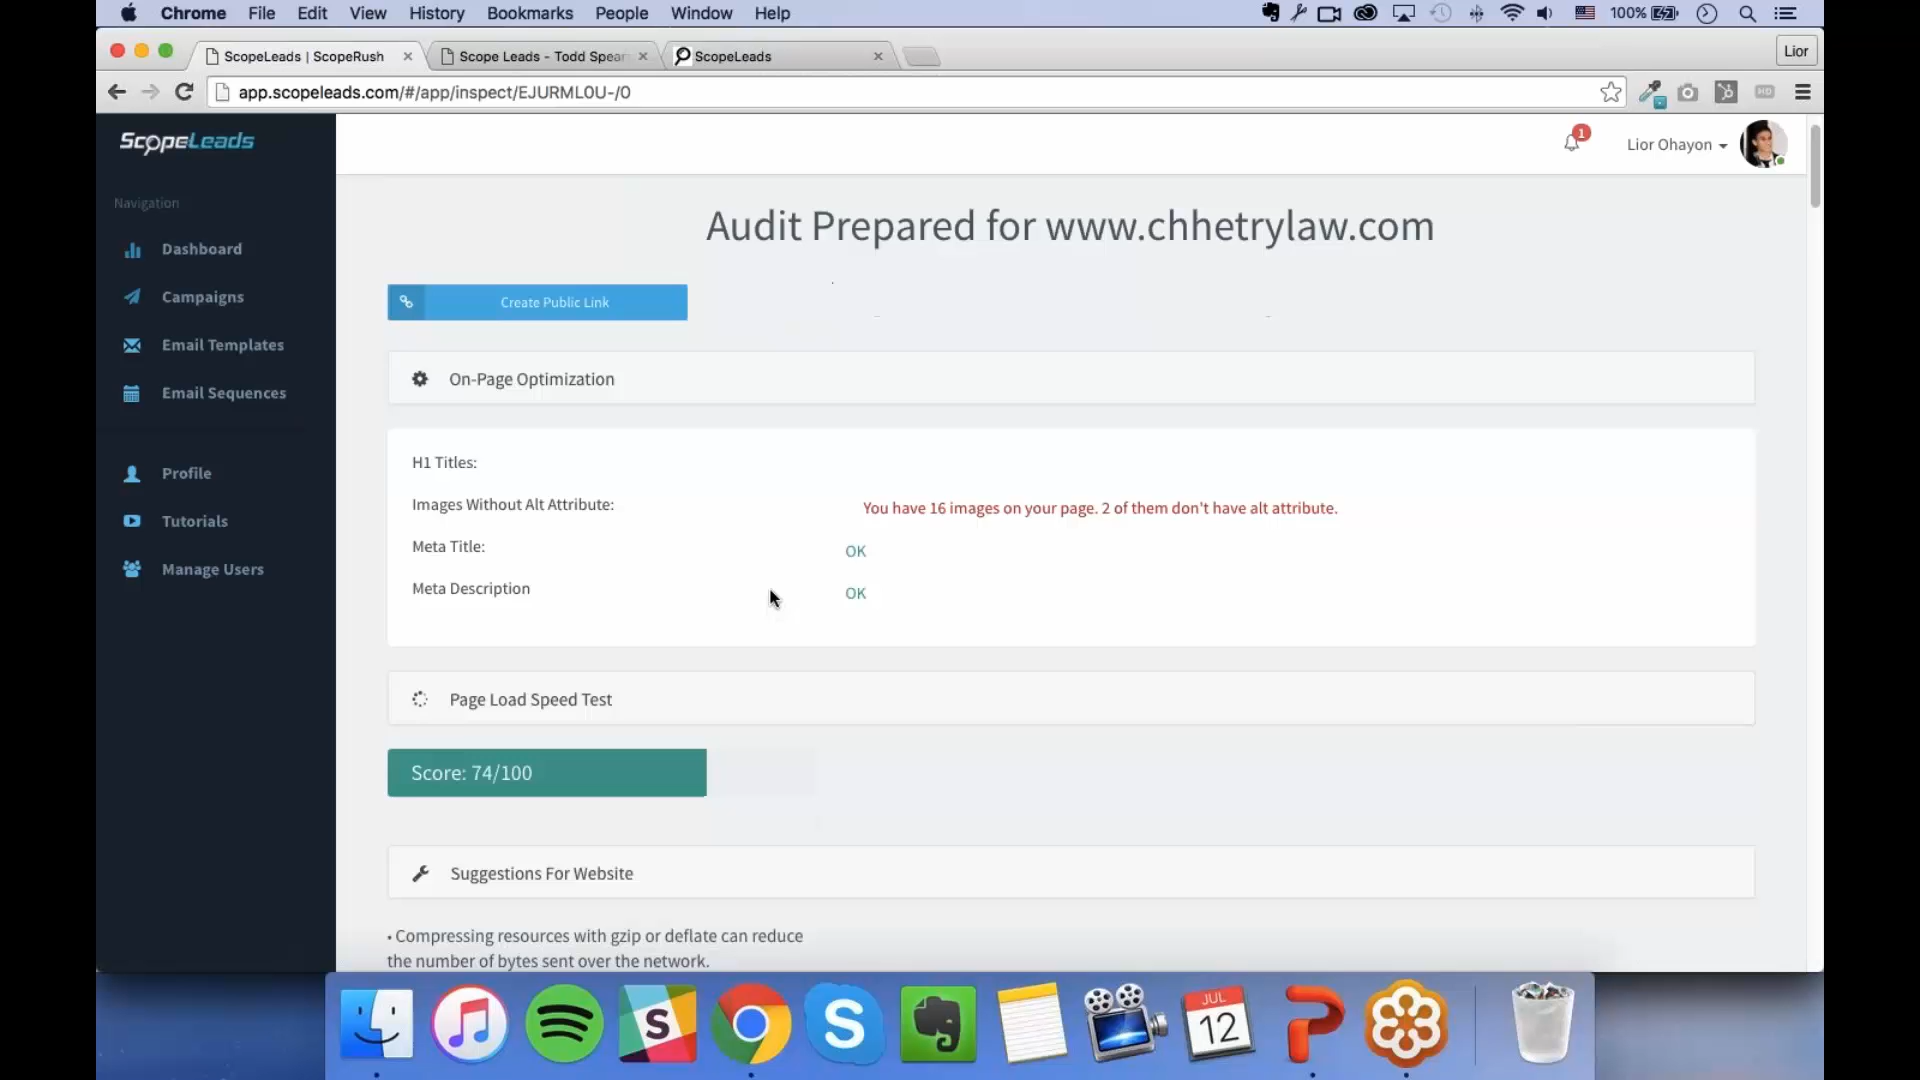 Chrome File Edit View History Bookmarks People Window Help 100%
ScopeLeads | ScopeRush Scope Leads - Todd Spear ScopeLeads Lior
app.scopeleads.com/#/app/inspect/EJURML0U-/0
ScopeLeads
1
Lior Ohayon
Navigation
Dashboard
Campaigns
Email Templates
Email Sequences
Profile
Tutorials
Manage Users
Audit Prepared for www.chhetrylaw.com
Create Public Link
On-Page Optimization
H1 Titles:
Images Without Alt Attribute: You have 16 images on your page. 2 of them don't have alt attribute.
Meta Title: OK
Meta Description OK
Page Load Speed Test
Score: 74/100
Suggestions For Website
• Compressing resources with gzip or deflate can reduce
the number of bytes sent over the network.
JUL
12